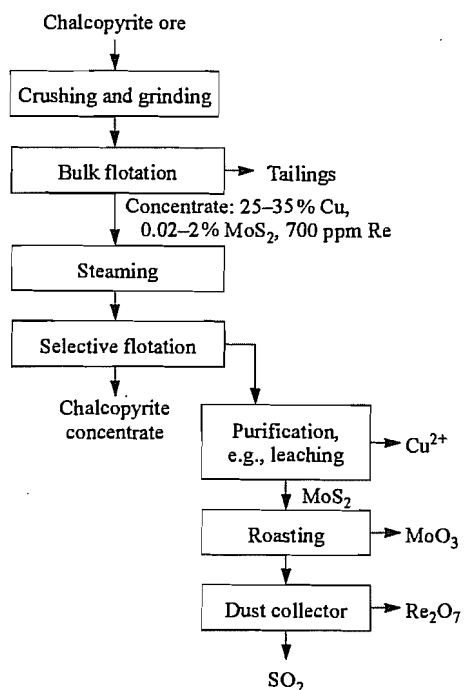 Chalcopyrite ore
Crushing and grinding
Bulk flotation
Tailings
Concentrate: 25–35% Cu,
0.02–2% MoS₂, 700 ppm Re
Steaming
Selective flotation
Chalcopyrite
concentrate
Purification,
e.g., leaching
Cu²⁺
MoS₂
Roasting
MoO₃
Dust collector
Re₂O₇
SO₂